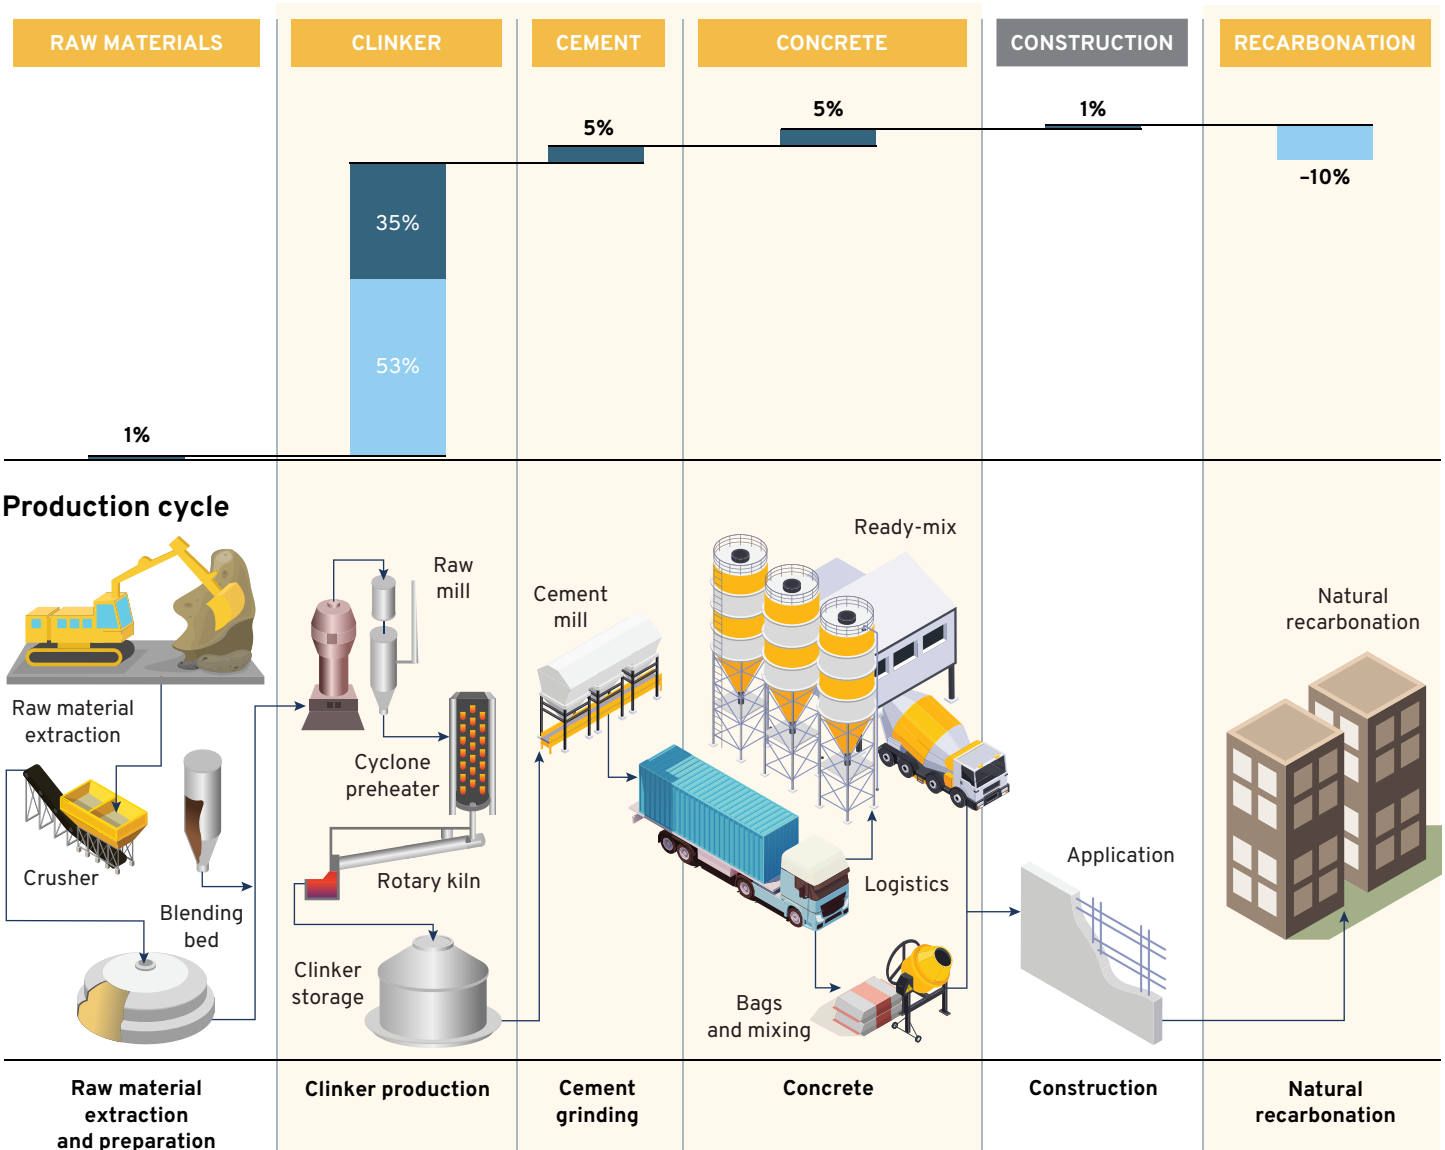 RAW MATERIALS
CLINKER
CEMENT
CONCRETE
CONSTRUCTION
RECARBONATION
1%
35%
53%
5%
5%
1%
–10%
Production cycle
Raw material
extraction
Crusher
Blending
bed
Raw
mill
Cyclone
preheater
Rotary kiln
Clinker
storage
Cement
mill
Ready-mix
Logistics
Bags
and mixing
Application
Natural
recarbonation
Raw material
extraction
and preparation
Clinker production
Cement
grinding
Concrete
Construction
Natural
recarbonation